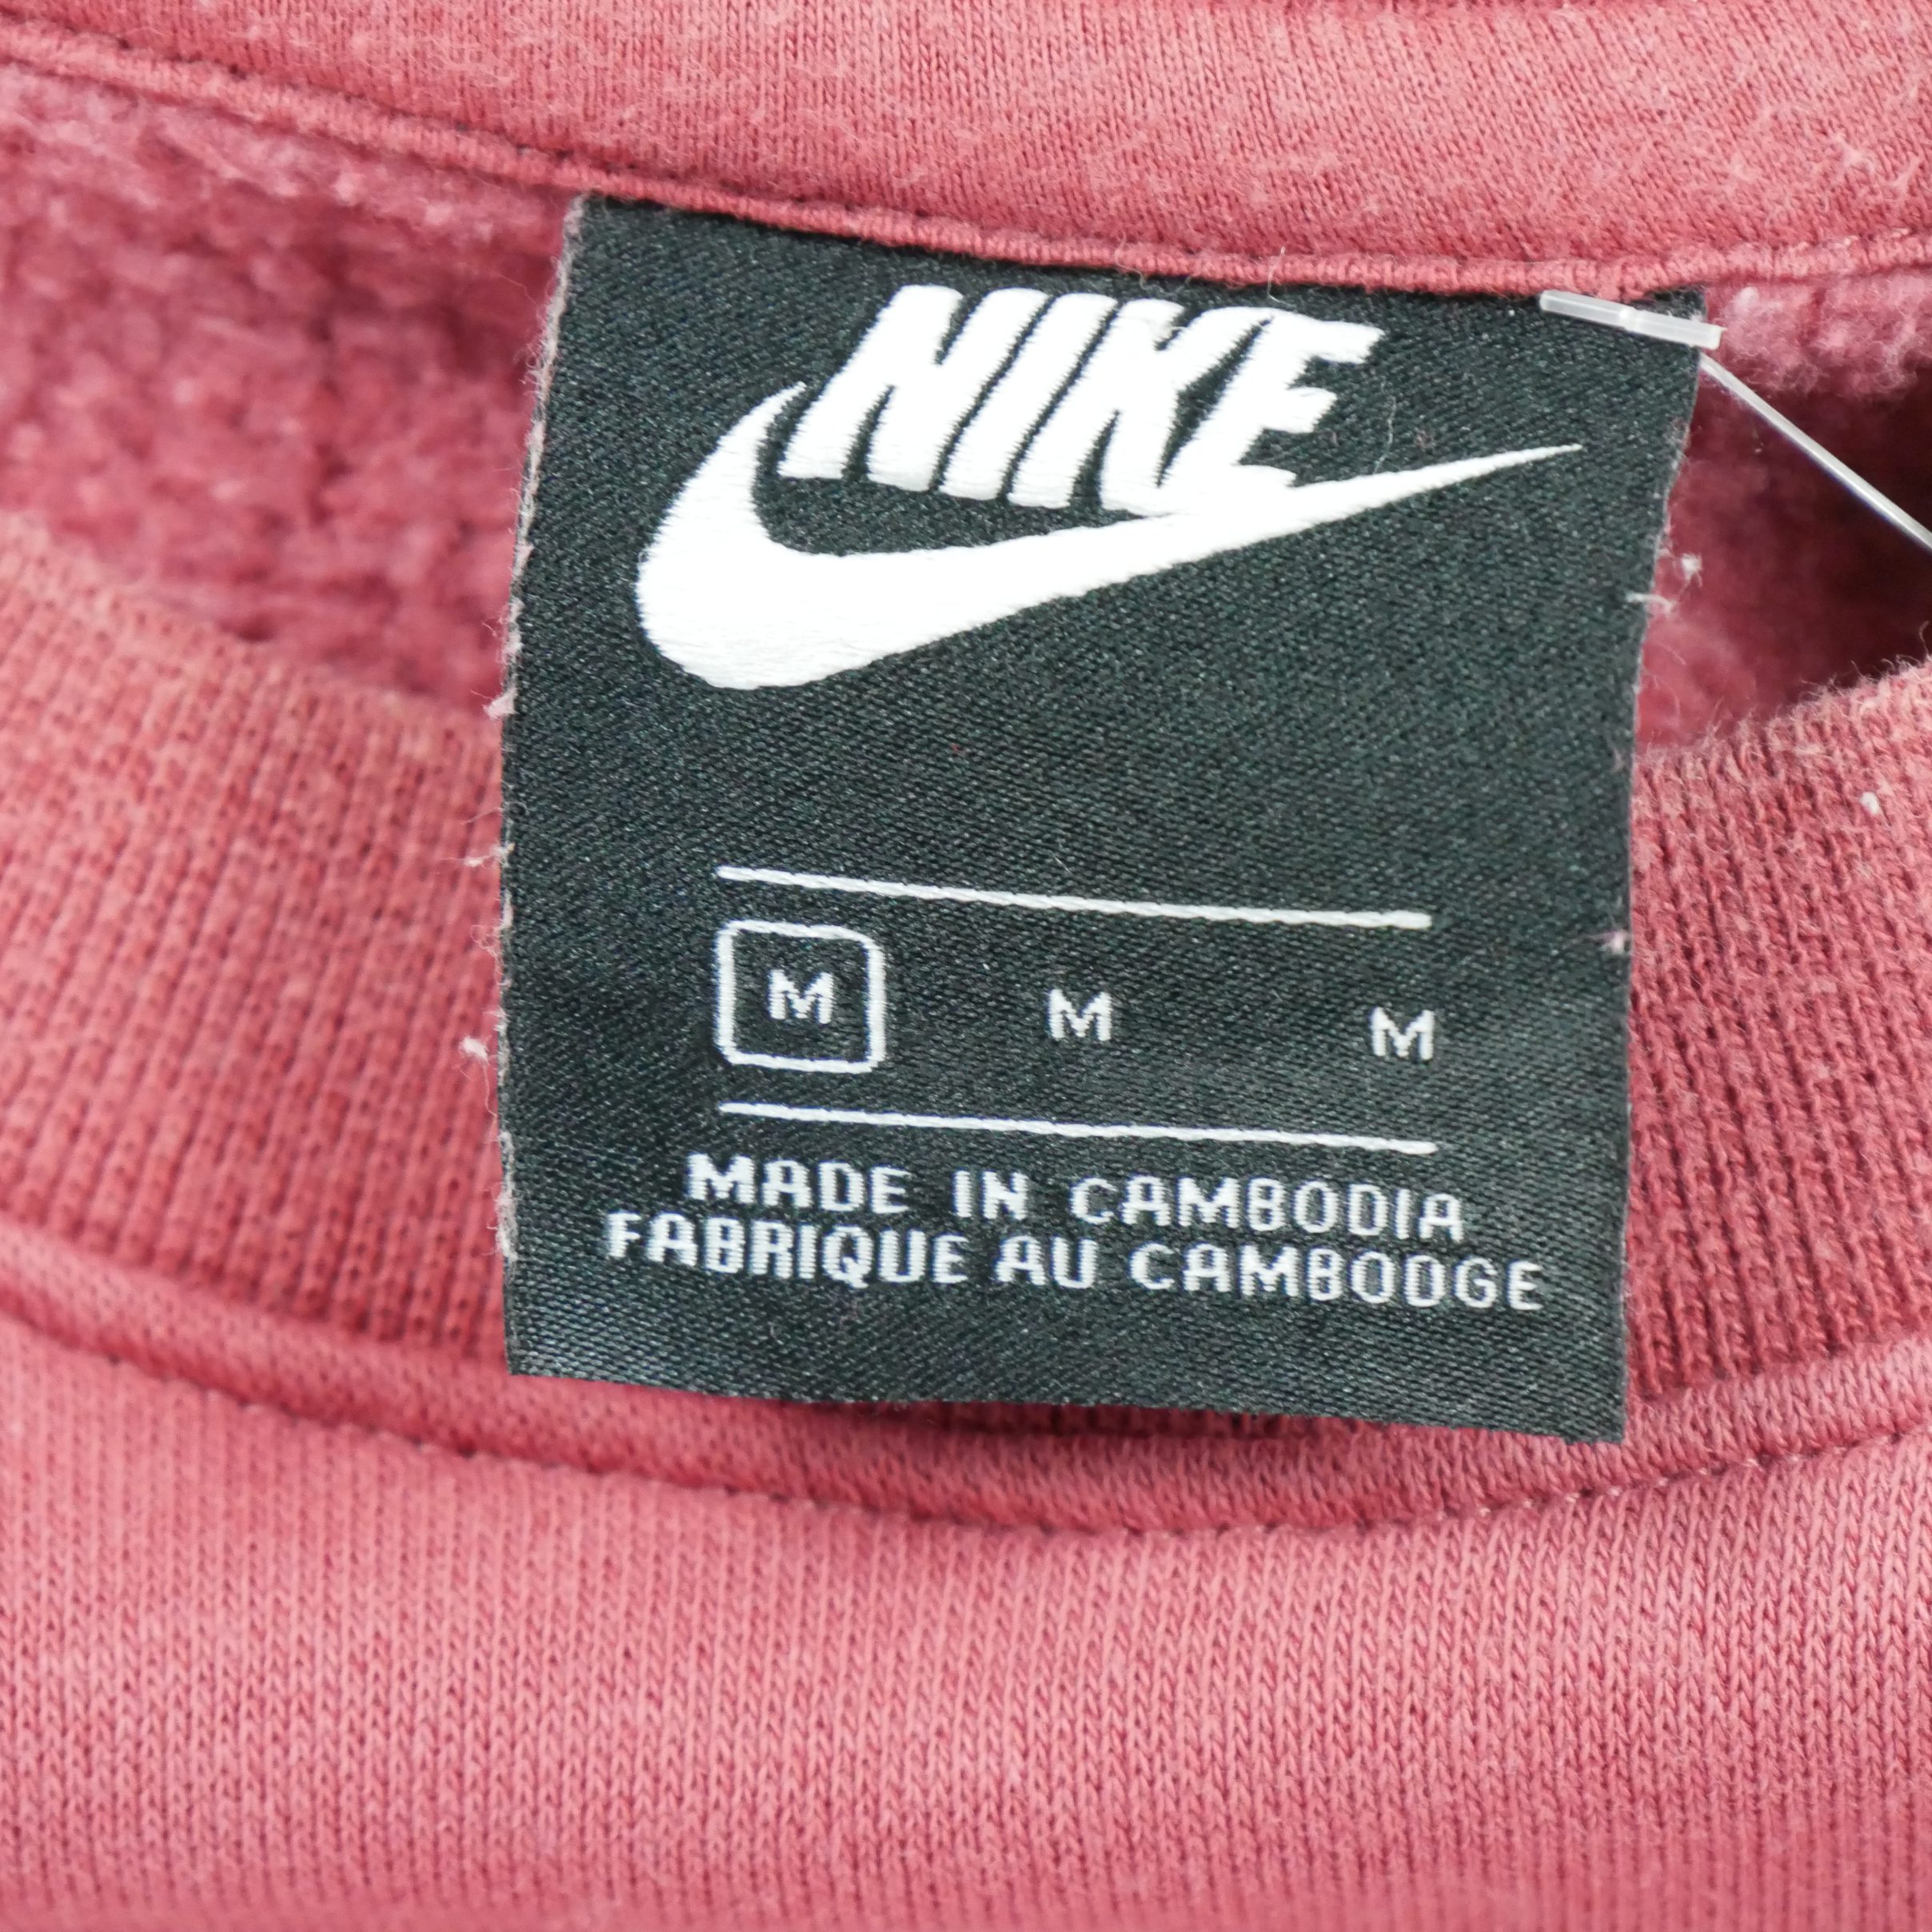 NIKE
M M M
MADE IN CAMBODIA
FABRIQUE AU CAMBODGE